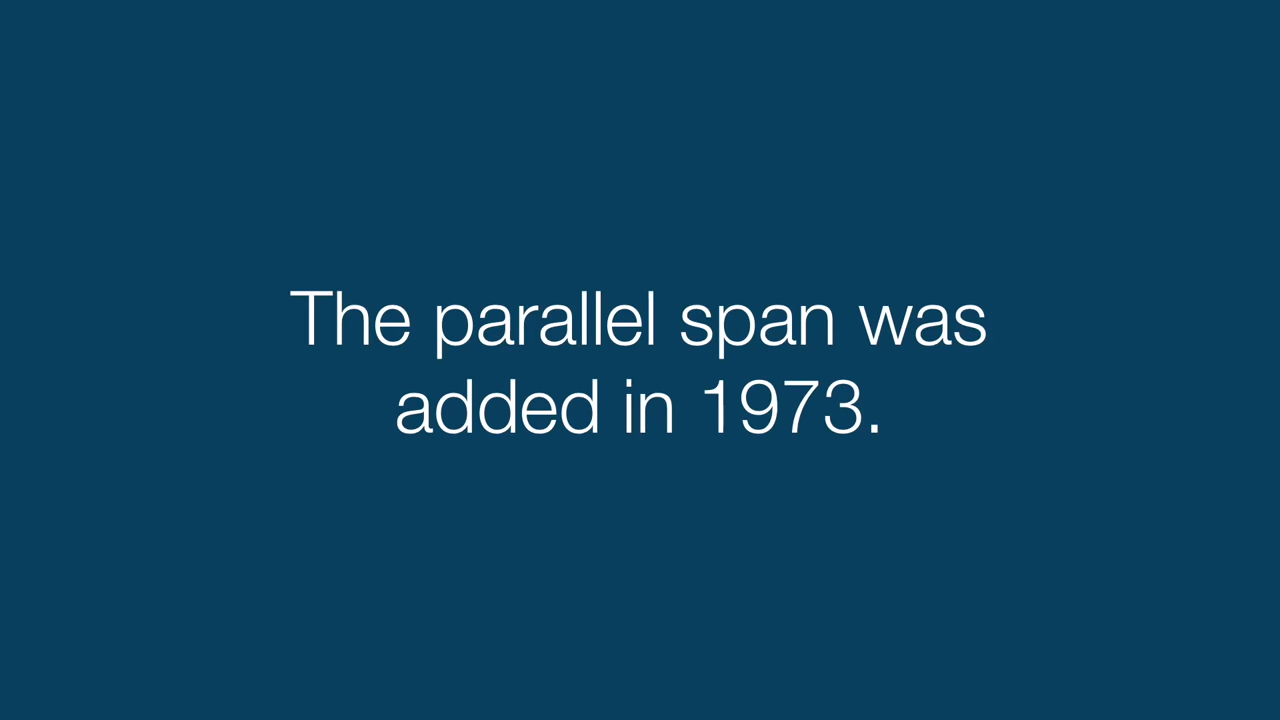 The parallel span was
added in 1973.